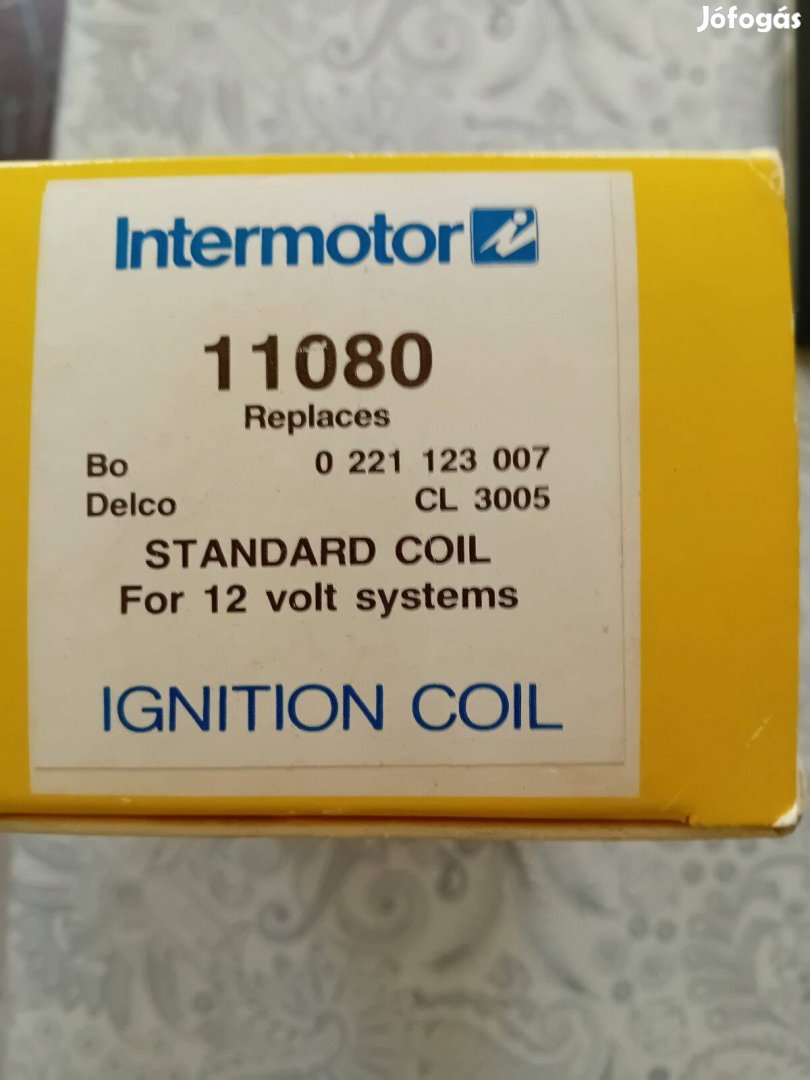 Jófogás
Intermotor
11080
Replaces
Bo 0 221 123 007
Delco CL 3005
STANDARD COIL
For 12 volt systems
IGNITION COIL